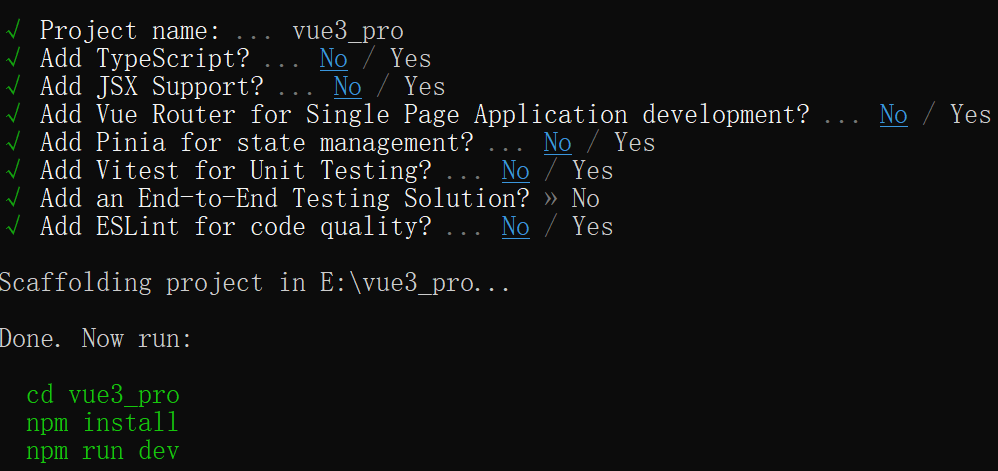 √ Project name: ... vue3_pro
√ Add TypeScript? ... No / Yes
√ Add JSX Support? ... No / Yes
√ Add Vue Router for Single Page Application development? ... No / Yes
√ Add Pinia for state management? ... No / Yes
√ Add Vitest for Unit Testing? ... No / Yes
√ Add an End-to-End Testing Solution? » No
√ Add ESLint for code quality? ... No / Yes
Scaffolding project in E:\vue3_pro...
Done. Now run:
cd vue3_pro
npm install
npm run dev